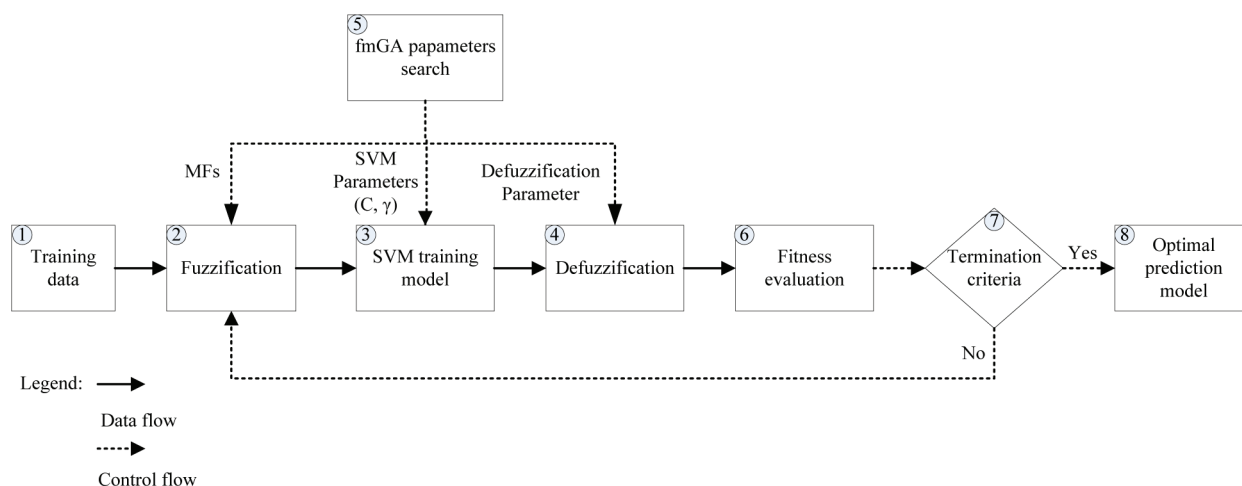 5
fmGA papameters
search
MFs
SVM
Parameters
(C, γ)
Defuzzification
Parameter
1
Training
data
2
Fuzzification
3
SVM training
model
4
Defuzzification
6
Fitness
evaluation
7
Termination
criteria
Yes
8
Optimal
prediction
model
No
Legend:
Data flow
Control flow